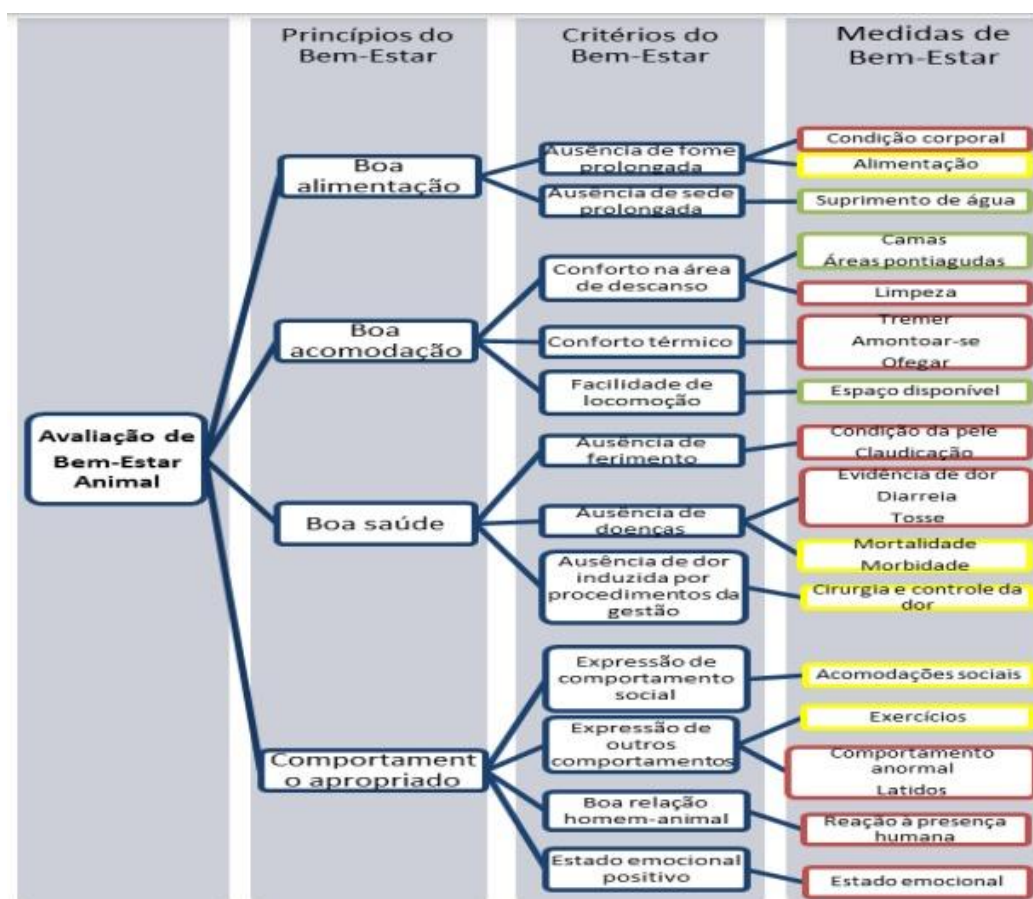 Princípios do
Bem-Estar
Critérios do
Bem-Estar
Medidas de
Bem-Estar
Avaliação de
Bem-Estar
Animal
Boa
alimentação
Ausência de fome
prolongada
Condição corporal
Alimentação
Ausência de sede
prolongada
Suprimento de água
Boa
acomodação
Conforto na área
de descanso
Camas
Áreas pontiagudas
Limpeza
Conforto térmico
Tremer
Amontoar-se
Ofegar
Facilidade de
locomoção
Espaço disponível
Boa saúde
Ausência de
ferimento
Condição da pele
Claudicação
Ausência de
doenças
Evidência de dor
Diarreia
Tosse
Mortalidade
Morbidade
Ausência de dor
induzida por
procedimentos da
gestão
Cirurgia e controle da
dor
Comportament
o apropriado
Expressão de
comportamento
social
Acomodações sociais
Expressão de
outros
comportamentos
Exercícios
Comportamento
anormal
Latidos
Boa relação
homem-animal
Reação à presença
humana
Estado emocional
positivo
Estado emocional